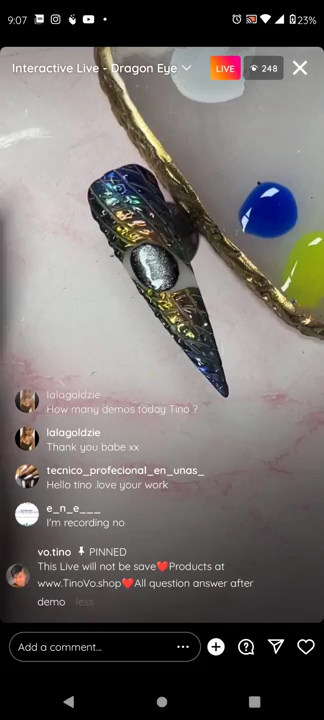 9:07
23%
Interactive Live - Dragon Eye
LIVE
248
lalagoldzie
How many demos today Tino ?
lalagoldzie
Thank you babe xx
tecnico_profecional_en_unas_
Hello tino .love your work
e_n_e___
I'm recording no
vo.tino PINNED
This Live will not be save❤️Products at
www.TinoVo.shop❤️All question answer after
demo less
Add a comment...